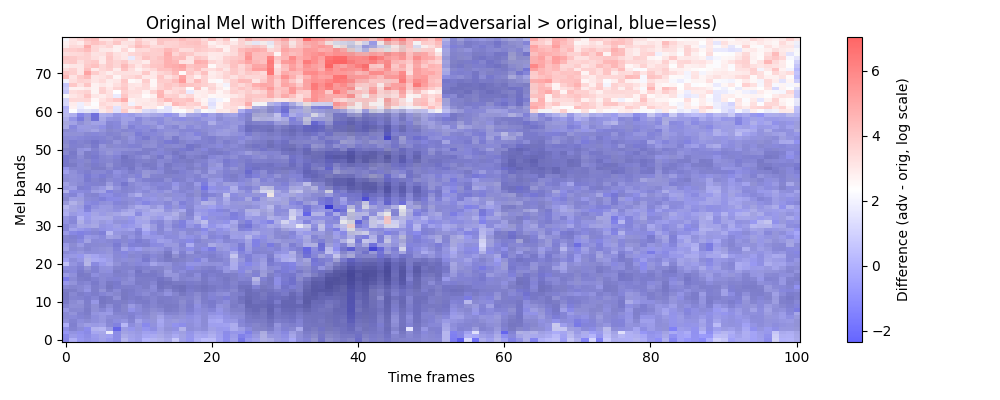 Original Mel with Differences (red=adversarial > original, blue=less)
Mel bands
70
60
50
40
30
20
10
0
0 20 40 60 80 100
Time frames
6
4
2
0
−2
Difference (adv - orig, log scale)